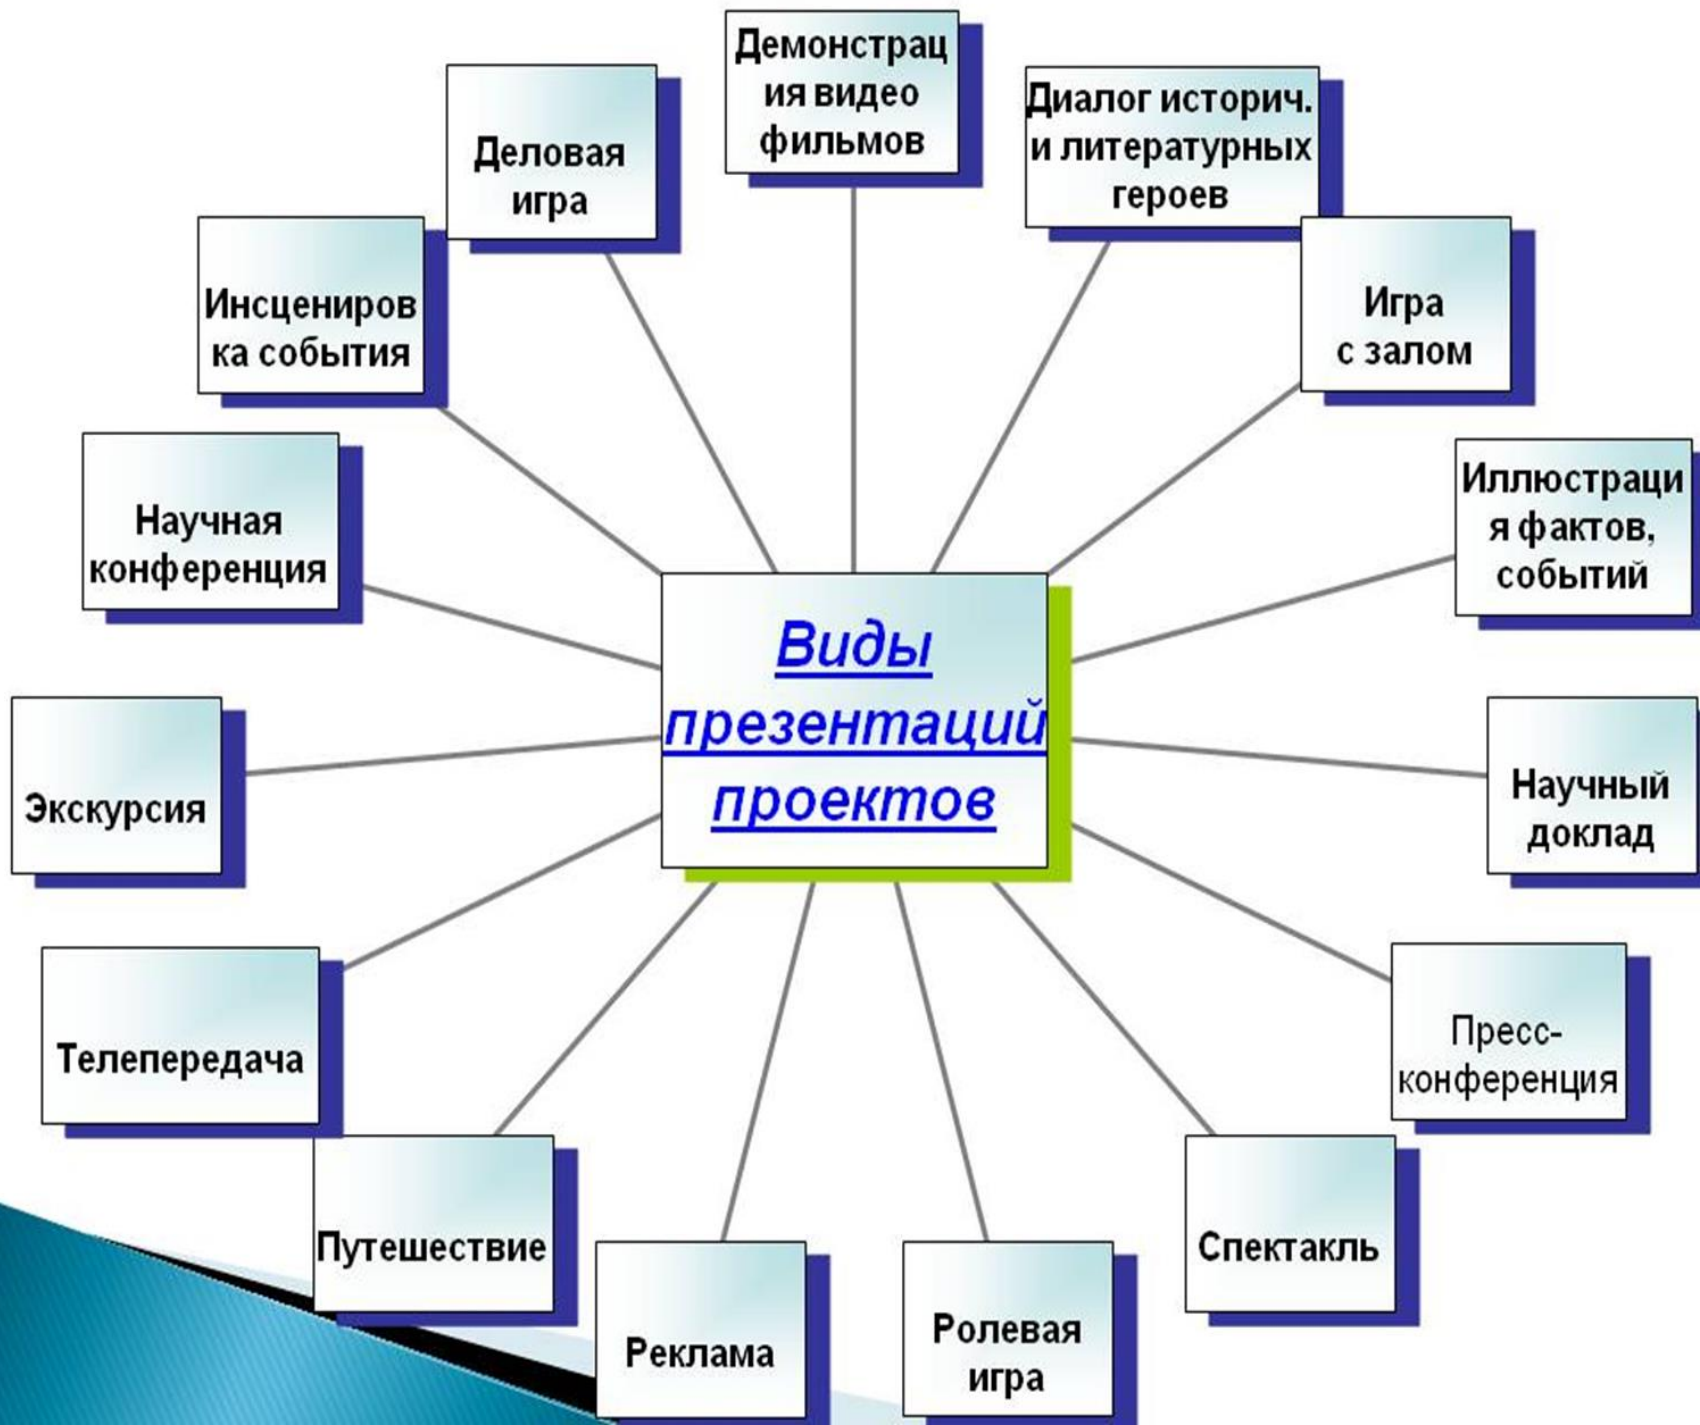 Демонстрац
ия видео
фильмов
Диалог историч.
и литературных
героев
Игра
с залом
Иллюстраци
я фактов,
событий
Научный
доклад
Пресс-
конференция
Спектакль
Ролевая
игра
Реклама
Путешествие
Телепередача
Экскурсия
Научная
конференция
Инсцениров
ка события
Деловая
игра
Виды
презентаций
проектов